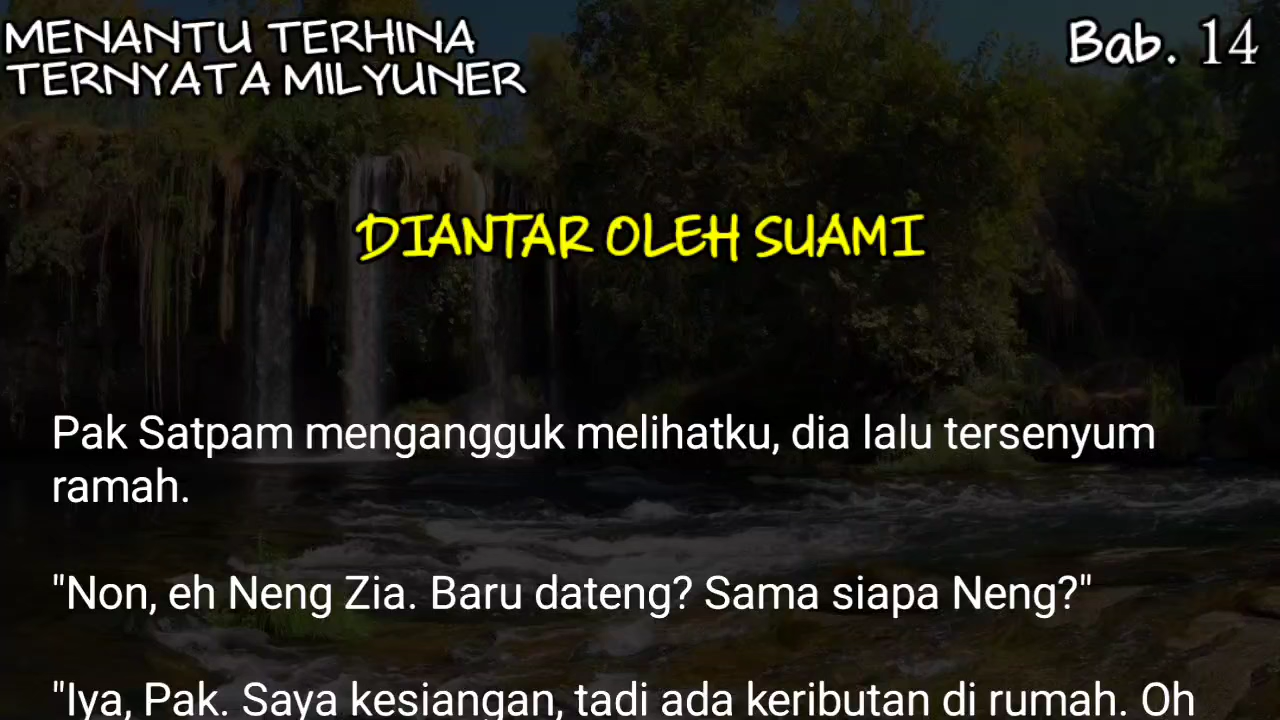 MENANTU TERHINA
TERNYATA MILYUNER
Bab. 14
DIANTAR OLEH SUAMI
Pak Satpam mengangguk melihatku, dia lalu tersenyum
ramah.
"Non, eh Neng Zia. Baru dateng? Sama siapa Neng?"
"Iya, Pak. Saya kesiangan, tadi ada keributan di rumah. Oh